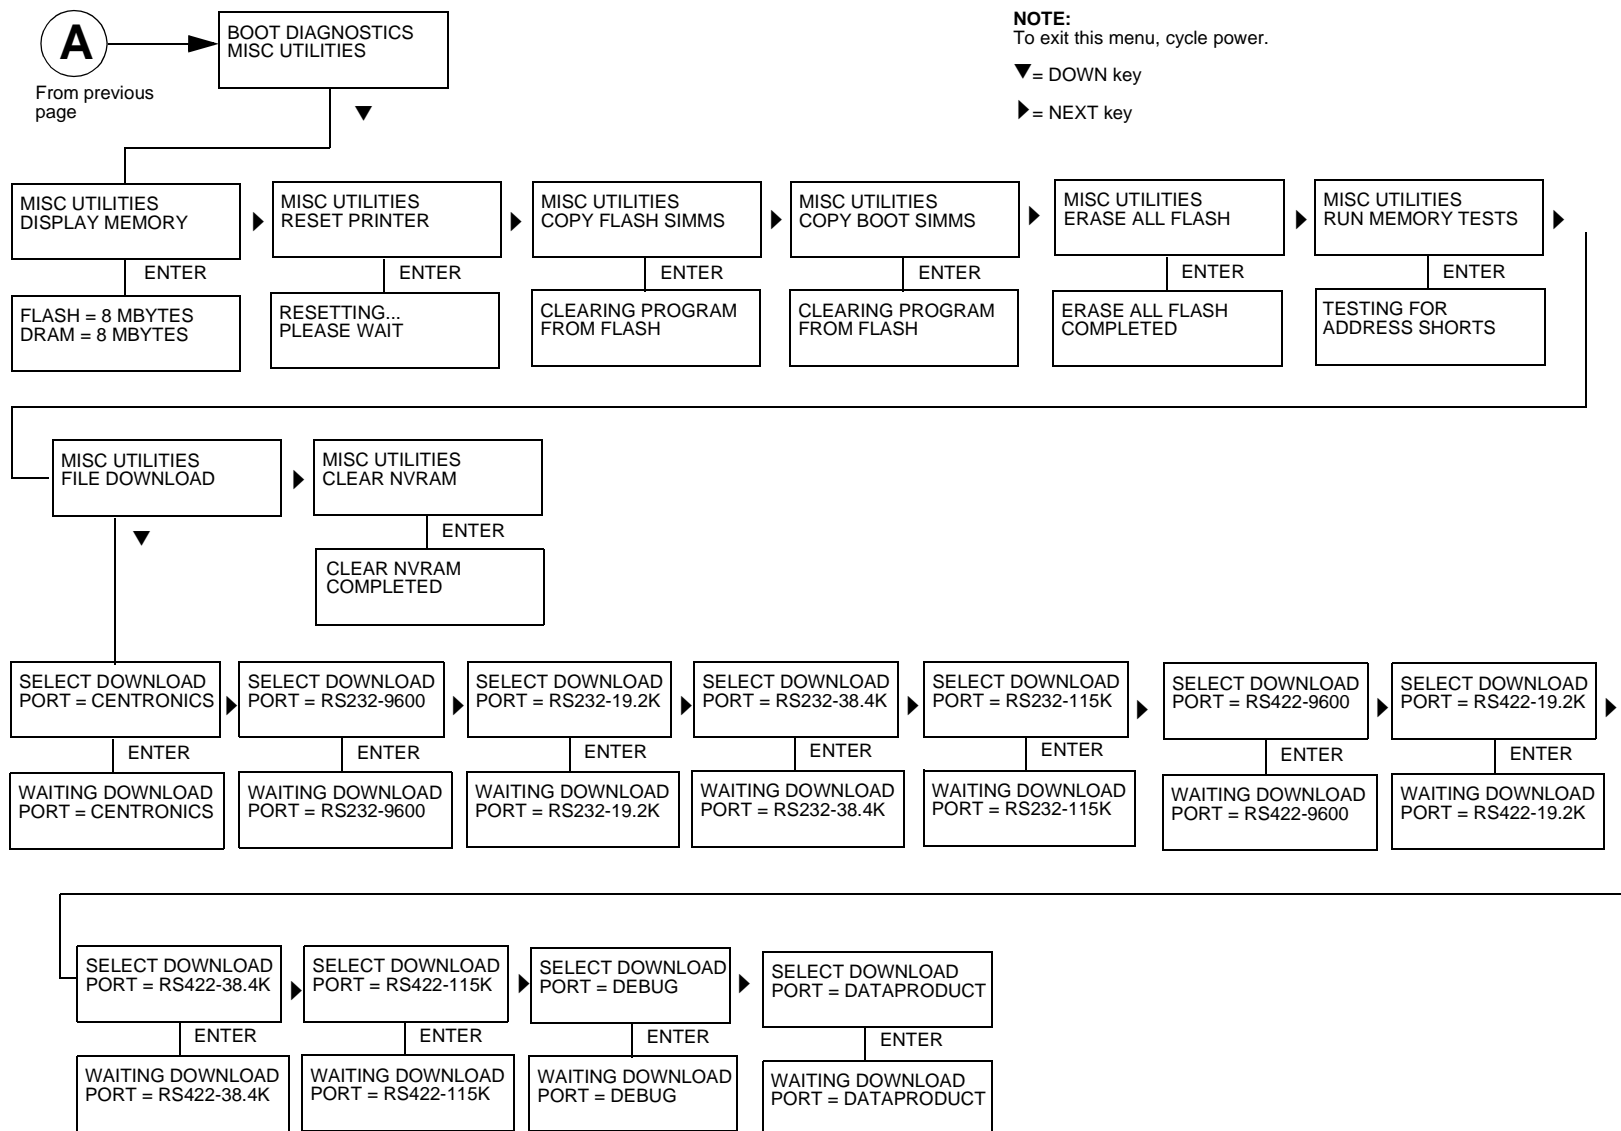 A
From previous
page
BOOT DIAGNOSTICS
MISC UTILITIES
▼
NOTE:
To exit this menu, cycle power.
▼= DOWN key
▶= NEXT key
MISC UTILITIES
DISPLAY MEMORY
ENTER
FLASH = 8 MBYTES
DRAM = 8 MBYTES
MISC UTILITIES
RESET PRINTER
ENTER
RESETTING...
PLEASE WAIT
MISC UTILITIES
COPY FLASH SIMMS
ENTER
CLEARING PROGRAM
FROM FLASH
MISC UTILITIES
COPY BOOT SIMMS
ENTER
CLEARING PROGRAM
FROM FLASH
MISC UTILITIES
ERASE ALL FLASH
ENTER
ERASE ALL FLASH
COMPLETED
MISC UTILITIES
RUN MEMORY TESTS
ENTER
TESTING FOR
ADDRESS SHORTS
MISC UTILITIES
FILE DOWNLOAD
▼
MISC UTILITIES
CLEAR NVRAM
ENTER
CLEAR NVRAM
COMPLETED
SELECT DOWNLOAD
PORT = CENTRONICS
ENTER
WAITING DOWNLOAD
PORT = CENTRONICS
SELECT DOWNLOAD
PORT = RS232-9600
ENTER
WAITING DOWNLOAD
PORT = RS232-9600
SELECT DOWNLOAD
PORT = RS232-19.2K
ENTER
WAITING DOWNLOAD
PORT = RS232-19.2K
SELECT DOWNLOAD
PORT = RS232-38.4K
ENTER
WAITING DOWNLOAD
PORT = RS232-38.4K
SELECT DOWNLOAD
PORT = RS232-115K
ENTER
WAITING DOWNLOAD
PORT = RS232-115K
SELECT DOWNLOAD
PORT = RS422-9600
ENTER
WAITING DOWNLOAD
PORT = RS422-9600
SELECT DOWNLOAD
PORT = RS422-19.2K
ENTER
WAITING DOWNLOAD
PORT = RS422-19.2K
SELECT DOWNLOAD
PORT = RS422-38.4K
ENTER
WAITING DOWNLOAD
PORT = RS422-38.4K
SELECT DOWNLOAD
PORT = RS422-115K
ENTER
WAITING DOWNLOAD
PORT = RS422-115K
SELECT DOWNLOAD
PORT = DEBUG
ENTER
WAITING DOWNLOAD
PORT = DEBUG
SELECT DOWNLOAD
PORT = DATAPRODUCT
ENTER
WAITING DOWNLOAD
PORT = DATAPRODUCT